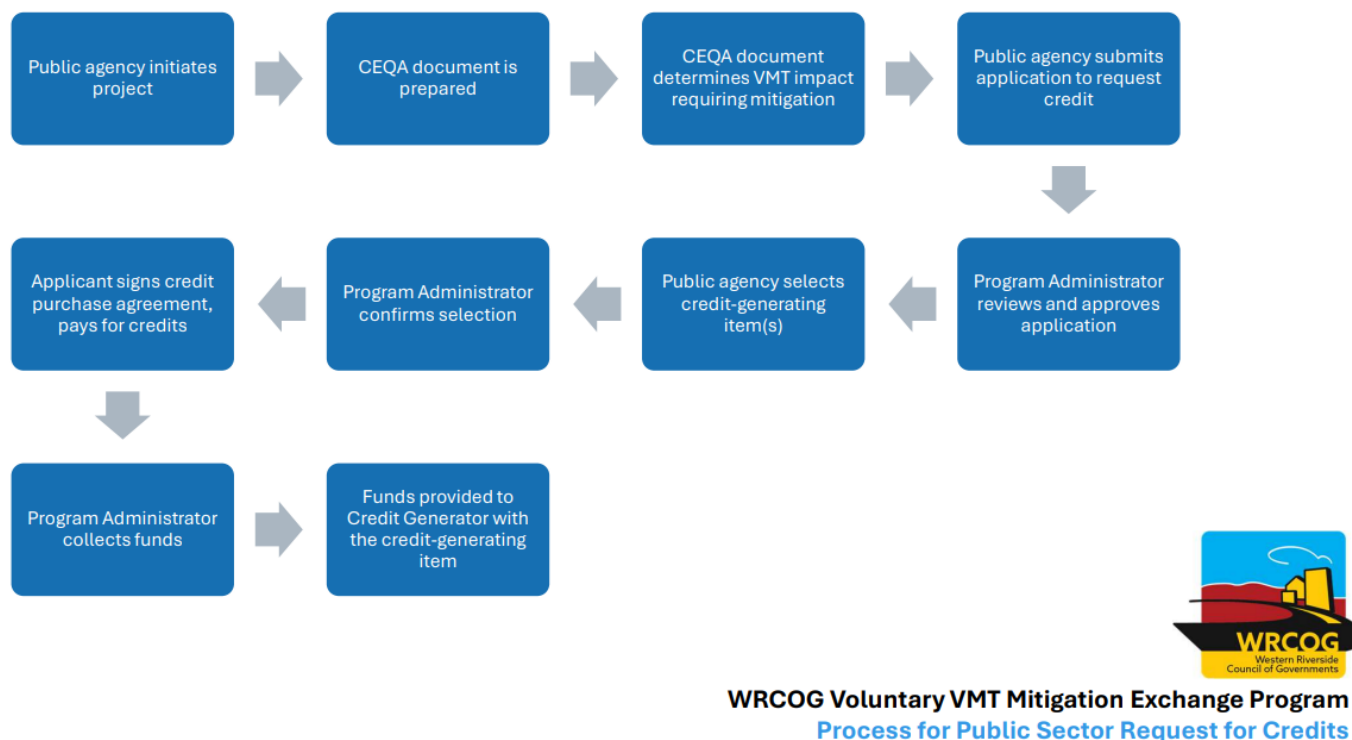 Public agency initiates
project
CEQA document is
prepared
CEQA document
determines VMT impact
requiring mitigation
Public agency submits
application to request
credit
Program Administrator
reviews and approves
application
Public agency selects
credit-generating
item(s)
Program Administrator
confirms selection
Applicant signs credit
purchase agreement,
pays for credits
Program Administrator
collects funds
Funds provided to
Credit Generator with
the credit-generating
item
WRCOG
Western Riverside
Council of Governments
WRCOG Voluntary VMT Mitigation Exchange Program
Process for Public Sector Request for Credits